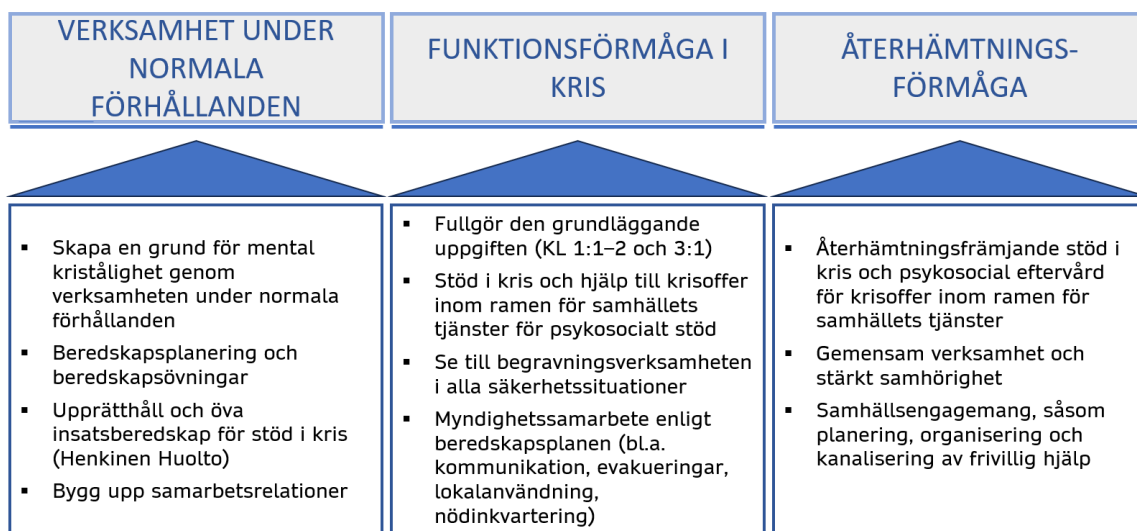 VERKSAMHET UNDER
NORMALA
FÖRHÅLLANDEN
▪ Skapa en grund för mental
kristålighet genom
verksamheten under normala
förhållanden
▪ Beredskapsplanering och
beredskapsövningar
▪ Upprätthåll och öva
insatsberedskap för stöd i kris
(Henkinen Huolto)
▪ Bygg upp samarbetsrelationer
FUNKTIONSFÖRMÅGA I
KRIS
▪ Fullgör den grundläggande
uppgiften (KL 1:1–2 och 3:1)
▪ Stöd i kris och hjälp till krisoffer
inom ramen för samhällets
tjänster för psykosocialt stöd
▪ Se till begravningsverksamheten
i alla säkerhetssituationer
▪ Myndighetssamarbete enligt
beredskapsplanen (bl.a.
kommunikation, evakueringar,
lokalanvändning,
nödinkvartering)
ÅTERHÄMTNINGS-
FÖRMÅGA
▪ Återhämtningsfrämjande stöd i
kris och psykosocial eftervård
för krisoffer inom ramen för
samhällets tjänster
▪ Gemensam verksamhet och
stärkt samhörighet
▪ Samhällsengagemang, såsom
planering, organisering och
kanalisering av frivillig hjälp